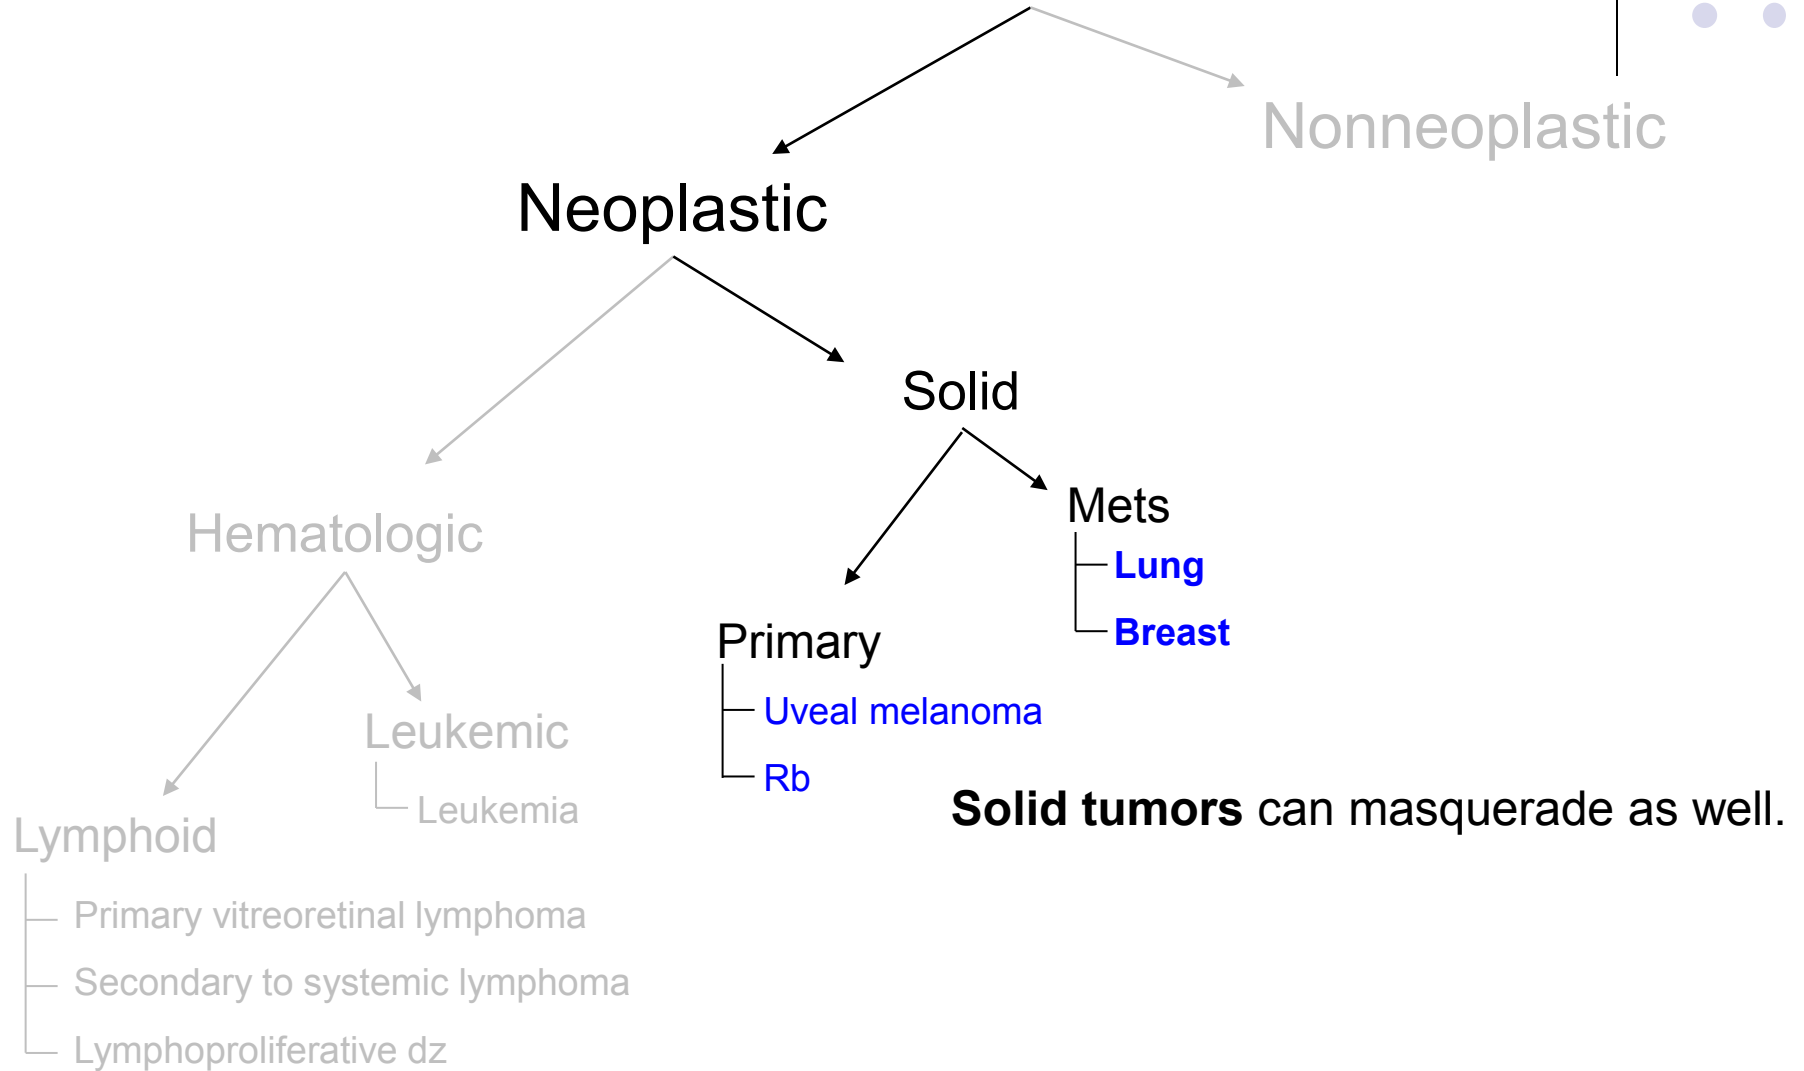 Nonneoplastic
Neoplastic
Solid
Hematologic
Mets
Lung
Breast
Primary
Uveal melanoma
Rb
Leukemic
Leukemia
Solid tumors can masquerade as well.
Lymphoid
Primary vitreoretinal lymphoma
Secondary to systemic lymphoma
Lymphoproliferative dz